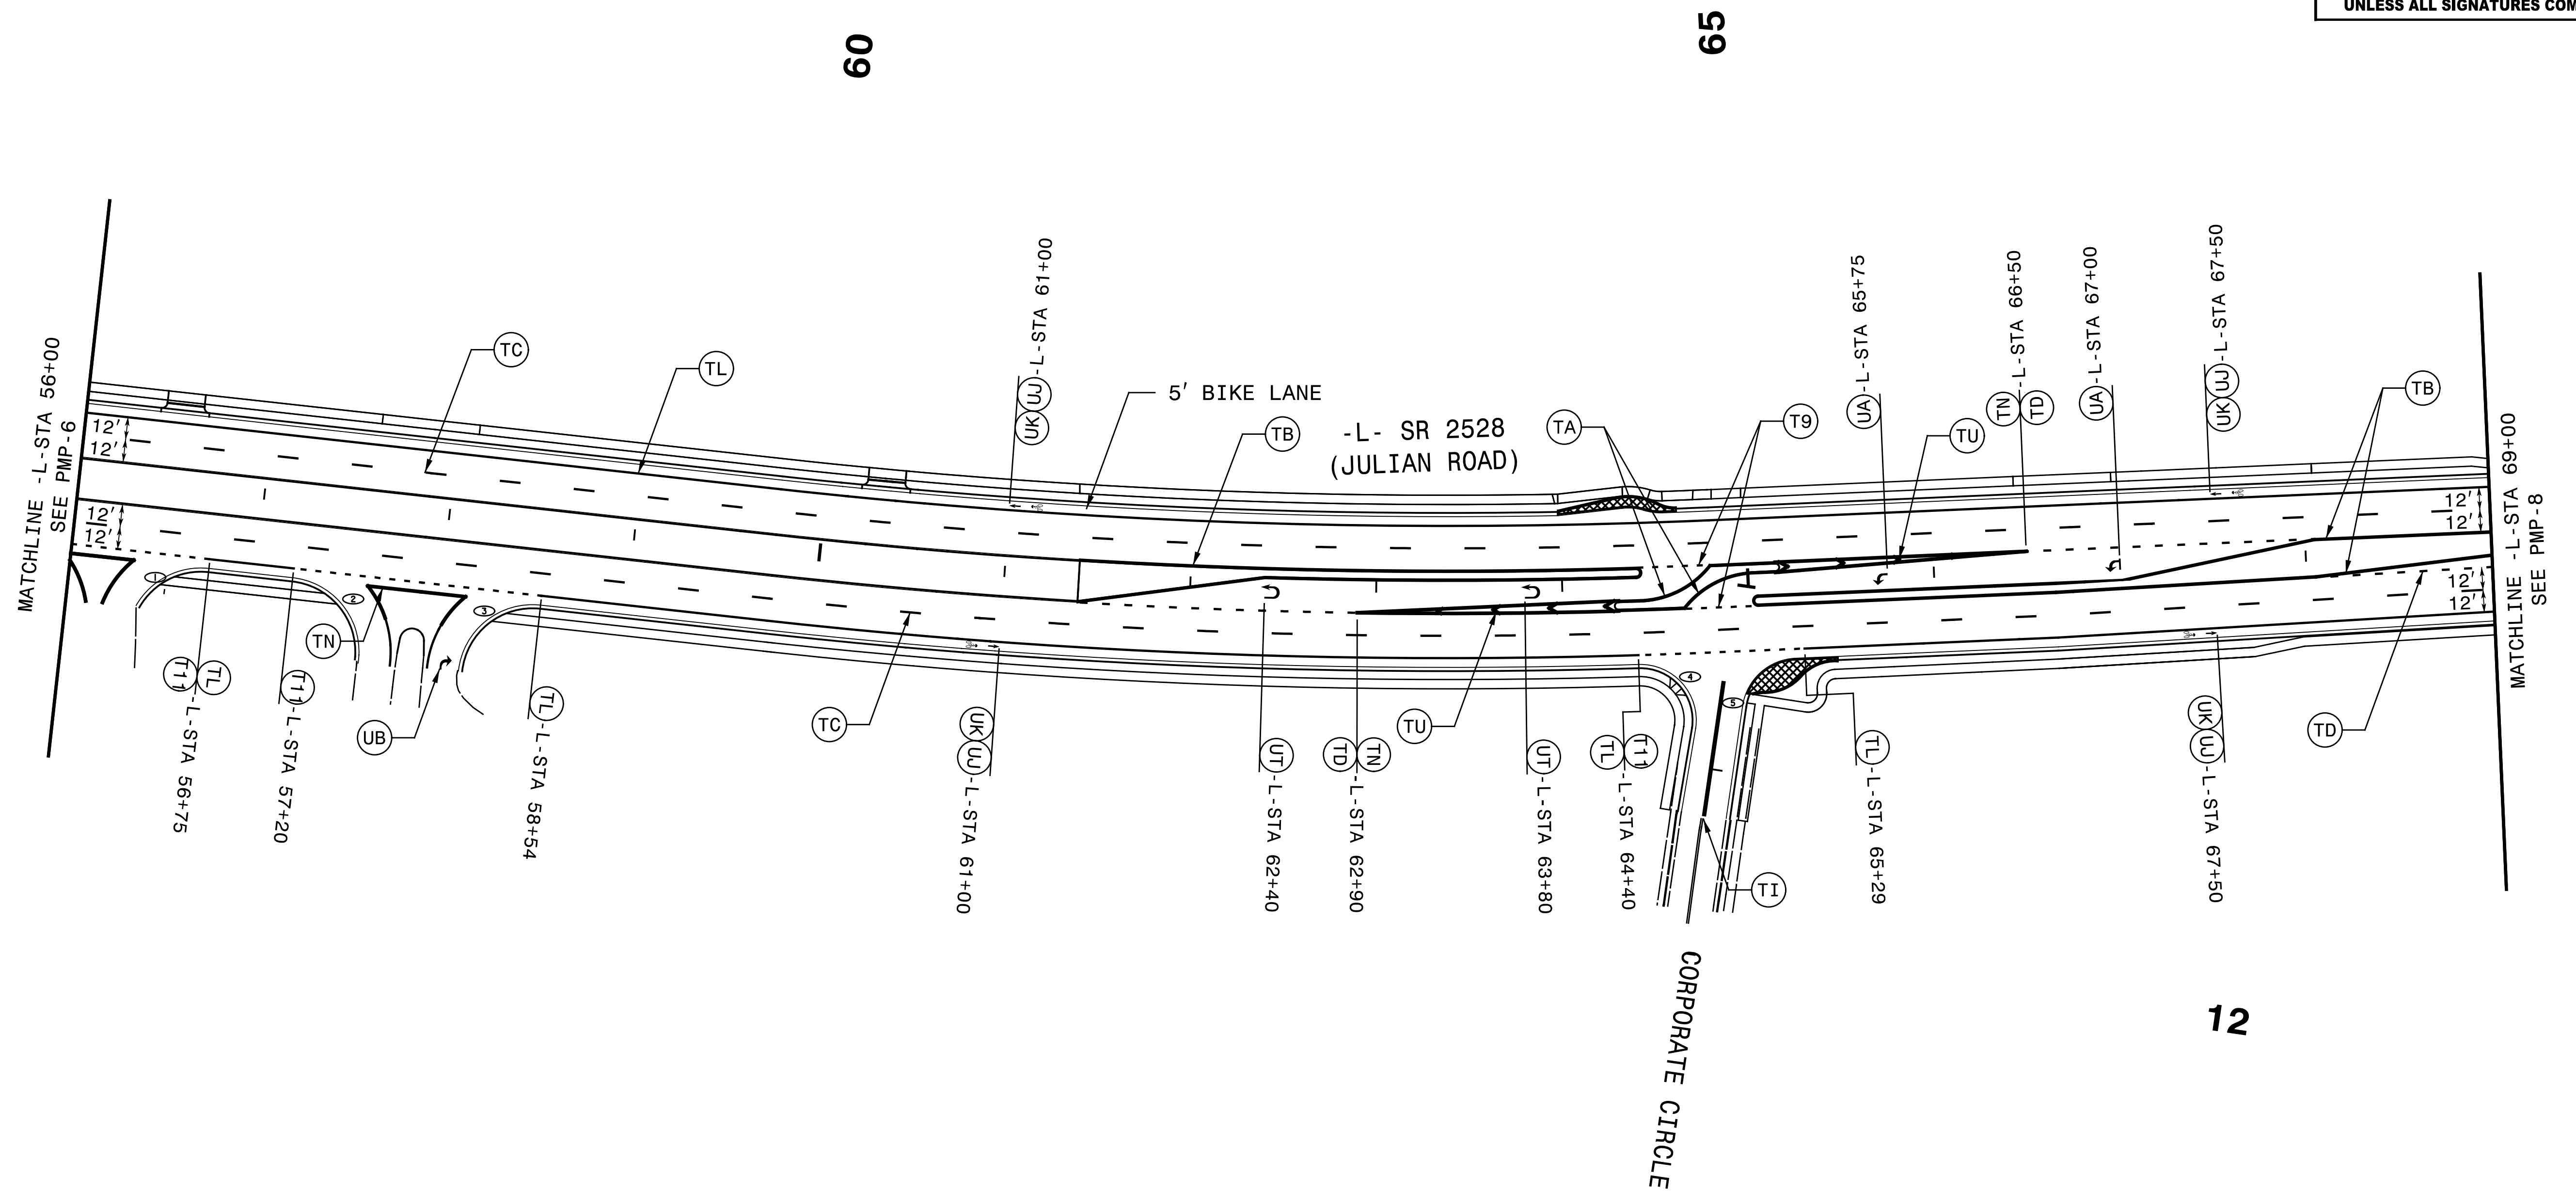 UNLESS ALL SIGNATURES COM
60
65
MATCHLINE -L-STA 56+00
SEE PMP-6
12'
12'
12'
12'
TC
TL
UK UJ -L-STA 61+00
5' BIKE LANE
TB
-L- SR 2528
(JULIAN ROAD)
TA
T9
UA -L-STA 65+75
TU
TN TD -L-STA 66+50
UA -L-STA 67+00
UK UJ -L-STA 67+50
TB
12'
12'
12'
12'
MATCHLINE -L-STA 69+00
SEE PMP-8
1
2
3
4
5
TN
UB
T11 TL -L-STA 56+75
T11 -L-STA 57+20
TL -L-STA 58+54
TC
UK UJ -L-STA 61+00
UT -L-STA 62+40
TD TN -L-STA 62+90
TU
UT -L-STA 63+80
TL T11 -L-STA 64+40
TI
TL -L-STA 65+29
UK UJ -L-STA 67+50
TD
CORPORATE CIRCLE
12